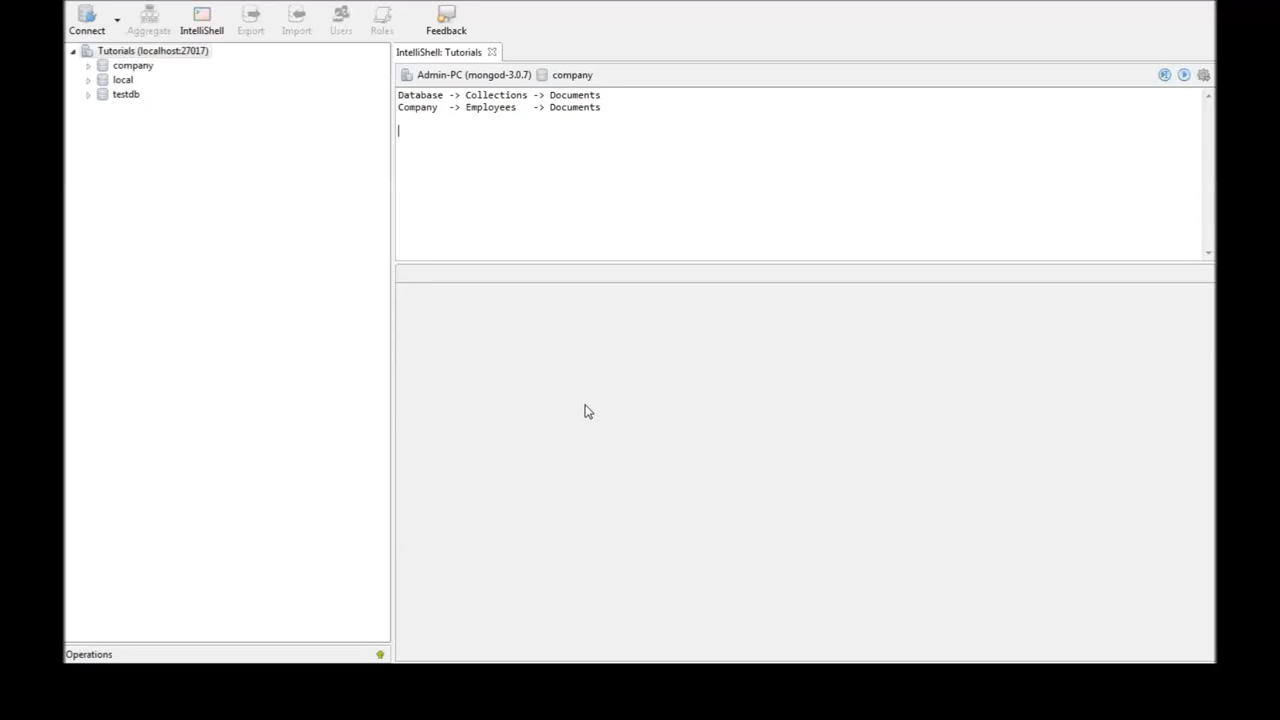 Connect Aggregate IntelliShell Export Import Users Roles Feedback
Tutorials (localhost:27017)
company
local
testdb
Operations
IntelliShell: Tutorials
Admin-PC (mongod-3.0.7) company
Database -> Collections -> Documents
Company -> Employees -> Documents